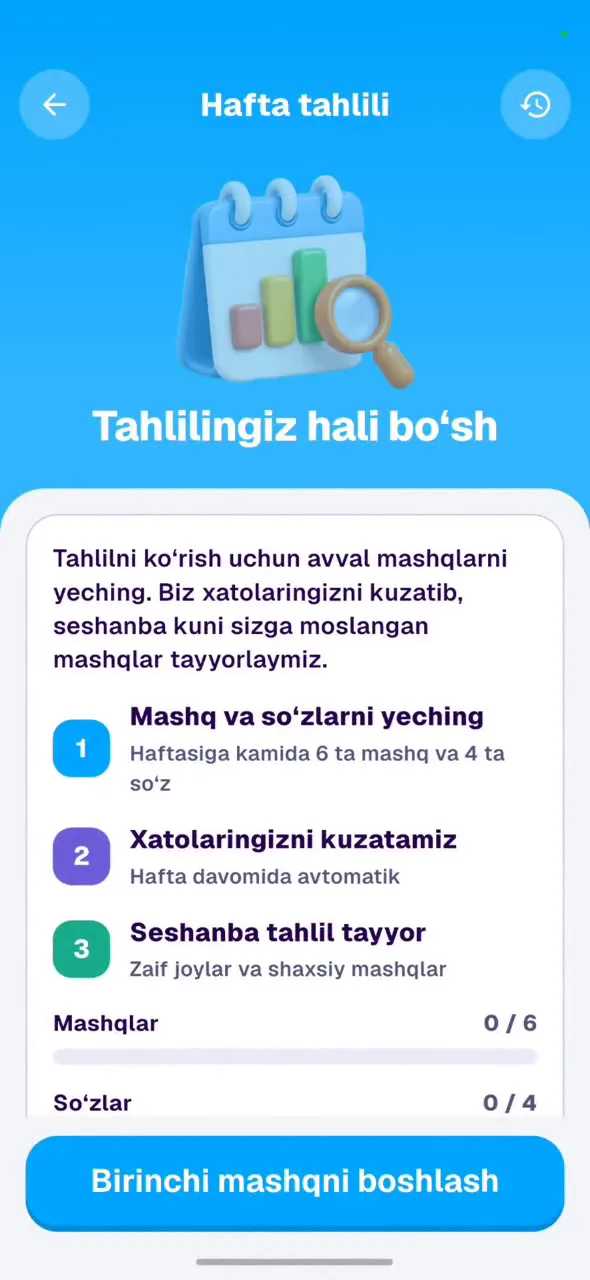 Hafta tahlili
Tahlilingiz hali bo‘sh
Tahlilni ko‘rish uchun avval mashqlarni
yeching. Biz xatolaringizni kuzatib,
seshanba kuni sizga moslangan
mashqlar tayyorlaymiz.
1
Mashq va so‘zlarni yeching
Haftasiga kamida 6 ta mashq va 4 ta
so‘z
2
Xatolaringizni kuzatamiz
Hafta davomida avtomatik
3
Seshanba tahlil tayyor
Zaif joylar va shaxsiy mashqlar
Mashqlar 0 / 6
So‘zlar 0 / 4
Birinchi mashqni boshlash